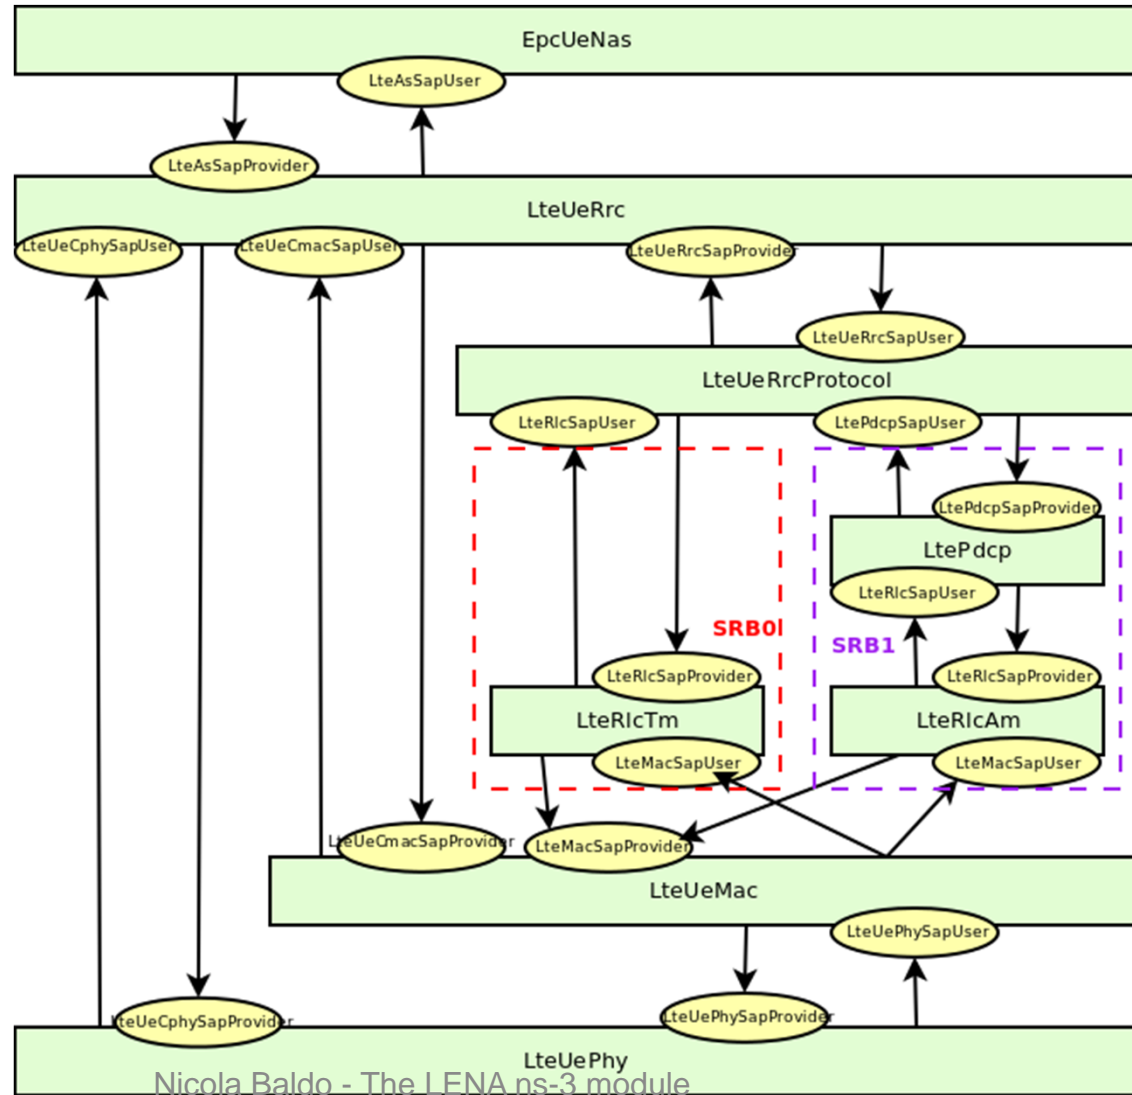 EpcUeNas
LteAsSapUser
LteAsSapProvider
LteUeRrc
LteUeCphySapUser
LteUeCmacSapUser
LteUeRrcSapProvider
LteUeRrcSapUser
LteUeRrcProtocol
LteRlcSapUser
LtePdcpSapUser
LtePdcpSapProvider
LtePdcp
LteRlcSapUser
SRB0
SRB1
LteRlcSapProvider
LteRlcSapProvider
LteRlcTm
LteRlcAm
LteMacSapUser
LteMacSapUser
LteUeCmacSapProvider
LteMacSapProvider
LteUeMac
LteUePhySapUser
LteUeCphySapProvider
LteUePhySapProvider
LteUePhy
Nicola Baldo - The LENA ns-3 module